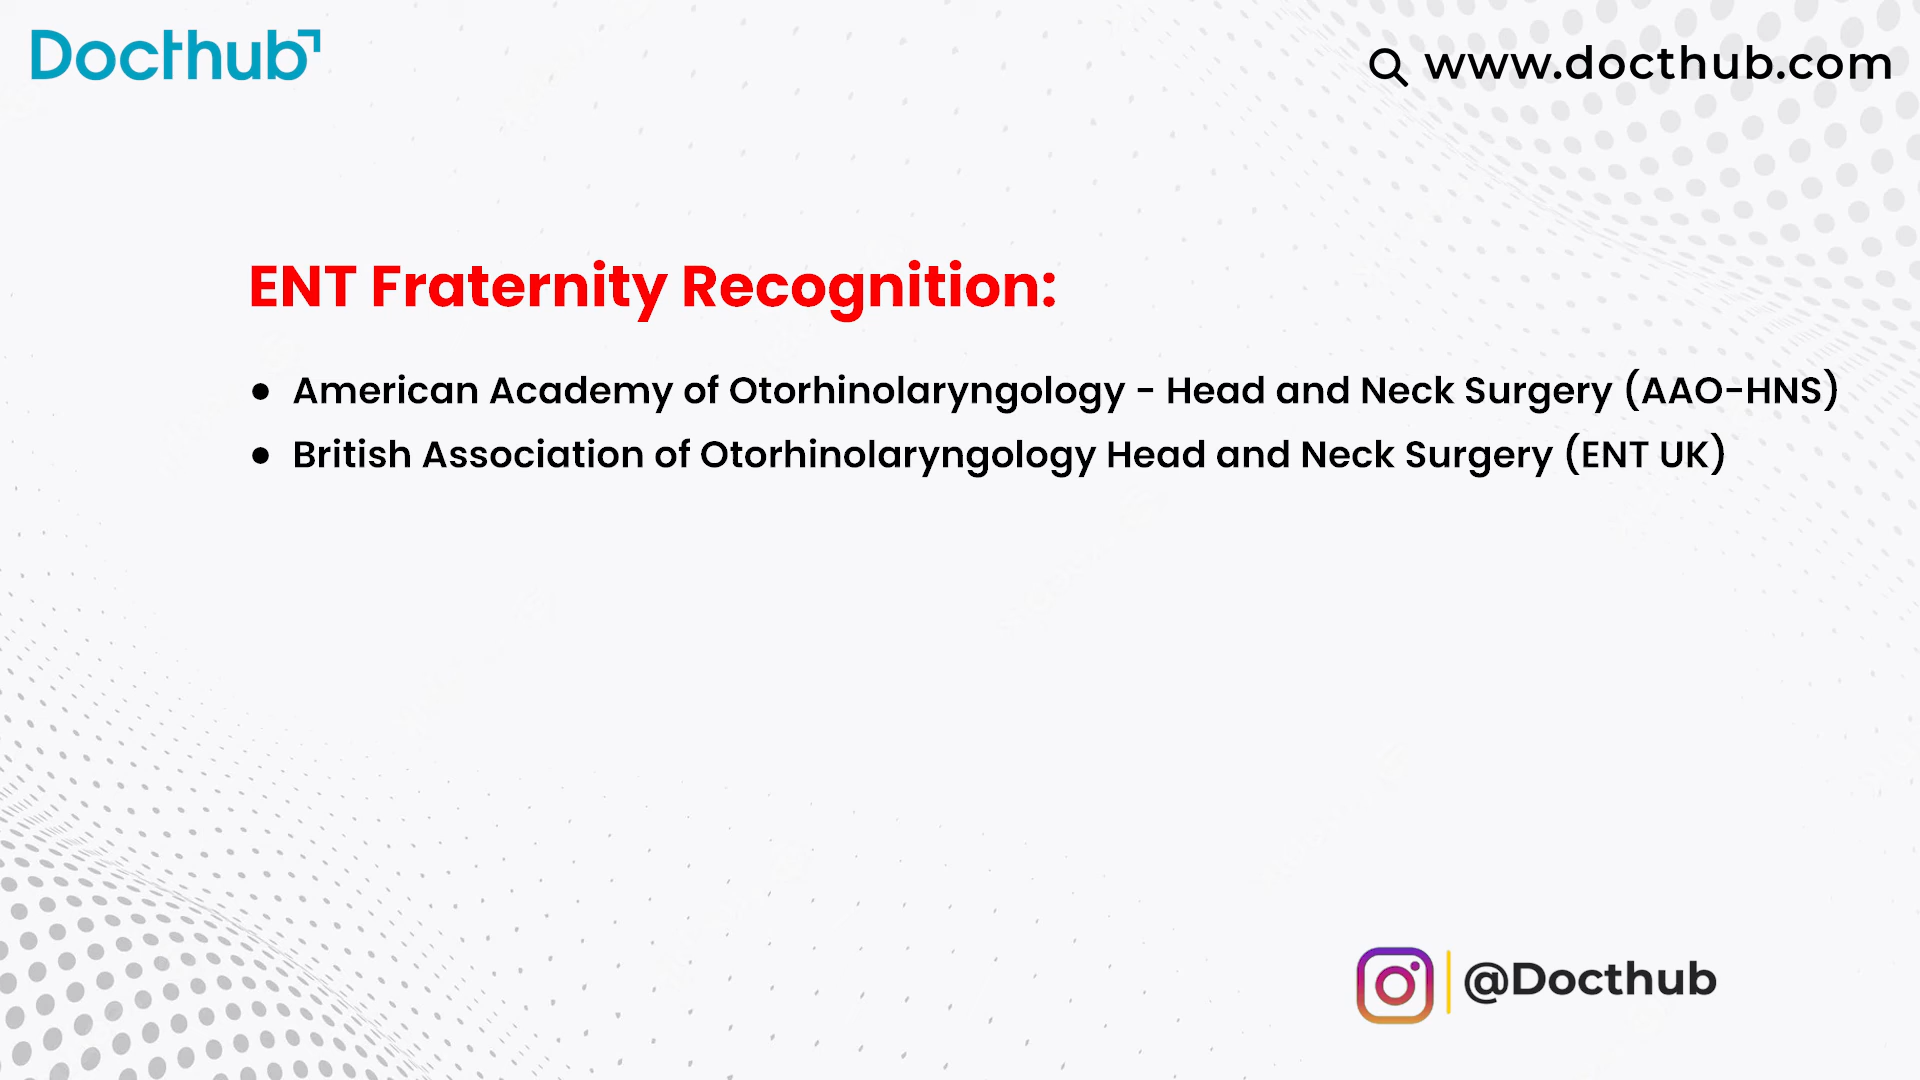 Docthub
www.docthub.com
ENT Fraternity Recognition:
● American Academy of Otorhinolaryngology - Head and Neck Surgery (AAO-HNS)
● British Association of Otorhinolaryngology Head and Neck Surgery (ENT UK)
@Docthub